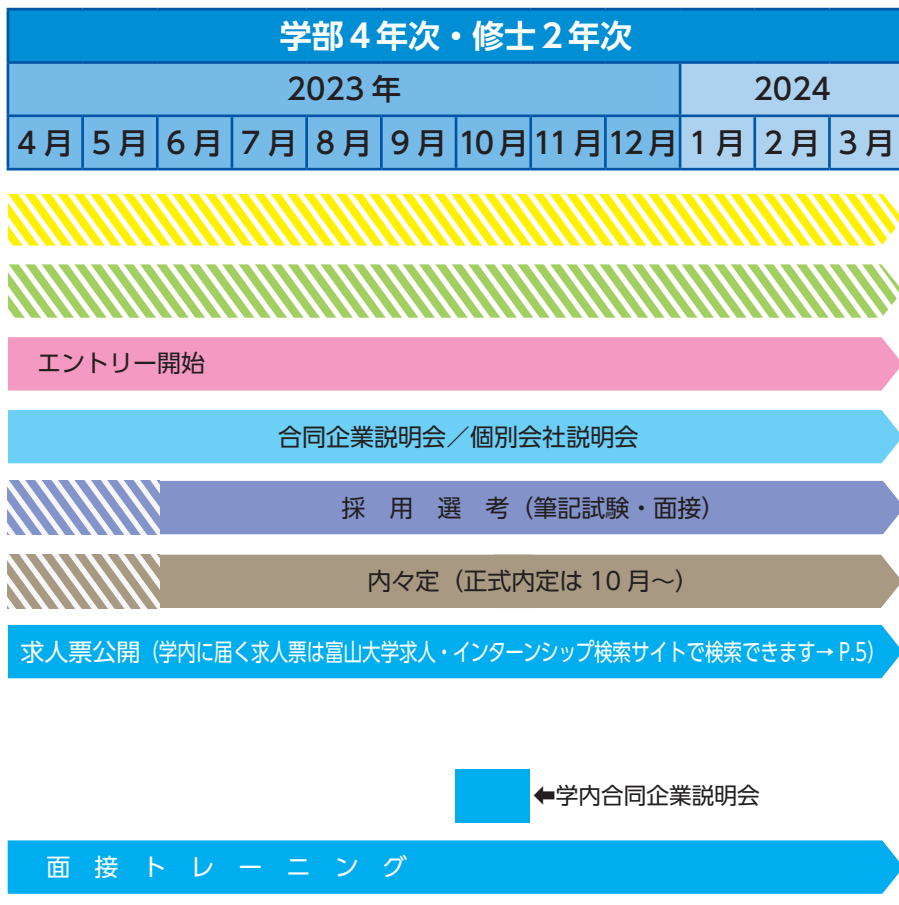 学部4年次・修士2年次
2023年 2024
4月 5月 6月 7月 8月 9月 10月 11月 12月 1月 2月 3月
エントリー開始
合同企業説明会／個別会社説明会
採用選考（筆記試験・面接）
内々定（正式内定は10月～）
求人票公開（学内に届く求人票は富山大学求人・インターンシップ検索サイトで検索できます→P.5）
⬅学内合同企業説明会
面接トレーニング